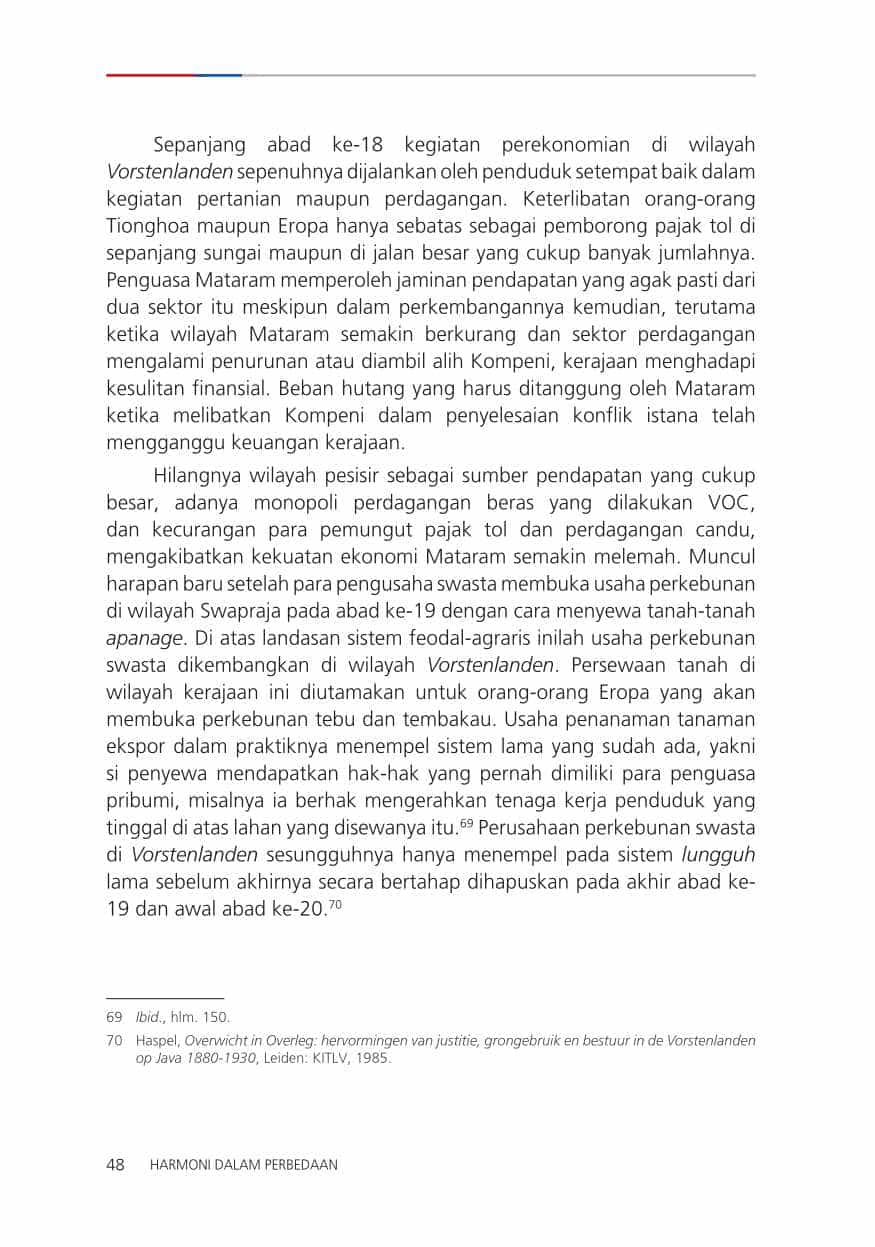 Sepanjang abad ke-18 kegiatan perekonomian di wilayah
Vorstenlanden sepenuhnya dijalankan oleh penduduk setempat baik dalam
kegiatan pertanian maupun perdagangan. Keterlibatan orang-orang
Tionghoa maupun Eropa hanya sebatas sebagai pemborong pajak tol di
sepanjang sungai maupun di jalan besar yang cukup banyak jumlahnya.
Penguasa Mataram memperoleh jaminan pendapatan yang agak pasti dari
dua sektor itu meskipun dalam perkembangannya kemudian, terutama
ketika wilayah Mataram semakin berkurang dan sektor perdagangan
mengalami penurunan atau diambil alih Kompeni, kerajaan menghadapi
kesulitan finansial. Beban hutang yang harus ditanggung oleh Mataram
ketika melibatkan Kompeni dalam penyelesaian konflik istana telah
mengganggu keuangan kerajaan.
Hilangnya wilayah pesisir sebagai sumber pendapatan yang cukup
besar, adanya monopoli perdagangan beras yang dilakukan VOC,
dan kecurangan para pemungut pajak tol dan perdagangan candu,
mengakibatkan kekuatan ekonomi Mataram semakin melemah. Muncul
harapan baru setelah para pengusaha swasta membuka usaha perkebunan
di wilayah Swapraja pada abad ke-19 dengan cara menyewa tanah-tanah
apanage. Di atas landasan sistem feodal-agraris inilah usaha perkebunan
swasta dikembangkan di wilayah Vorstenlanden. Persewaan tanah di
wilayah kerajaan ini diutamakan untuk orang-orang Eropa yang akan
membuka perkebunan tebu dan tembakau. Usaha penanaman tanaman
ekspor dalam praktiknya menempel sistem lama yang sudah ada, yakni
si penyewa mendapatkan hak-hak yang pernah dimiliki para penguasa
pribumi, misalnya ia berhak mengerahkan tenaga kerja penduduk yang
tinggal di atas lahan yang disewanya itu.69 Perusahaan perkebunan swasta
di Vorstenlanden sesungguhnya hanya menempel pada sistem lungguh
lama sebelum akhirnya secara bertahap dihapuskan pada akhir abad ke-
19 dan awal abad ke-20.70
69 Ibid., hlm. 150.
70 Haspel, Overwicht in Overleg: hervormingen van justitie, grongebruik en bestuur in de Vorstenlanden
op Java 1880-1930, Leiden: KITLV, 1985.
48 HARMONI DALAM PERBEDAAN